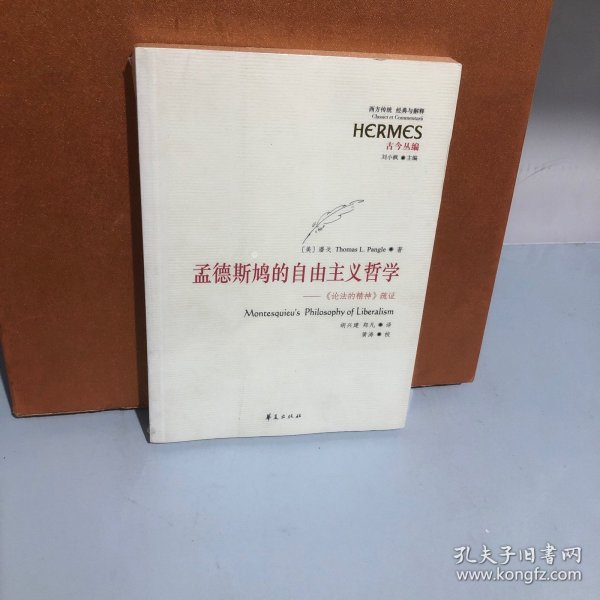 西方传统 经典与解释
Classici et Commentarii
HERMES
古今丛编
刘小枫 主编
［美］潘戈 Thomas L. Pangle 著
孟德斯鸠的自由主义哲学
——《论法的精神》疏证
Montesquieu's Philosophy of Liberalism
胡兴建 郑凡 译
黄涛 校
华夏出版社
孔夫子旧书网
www.kongfz.com